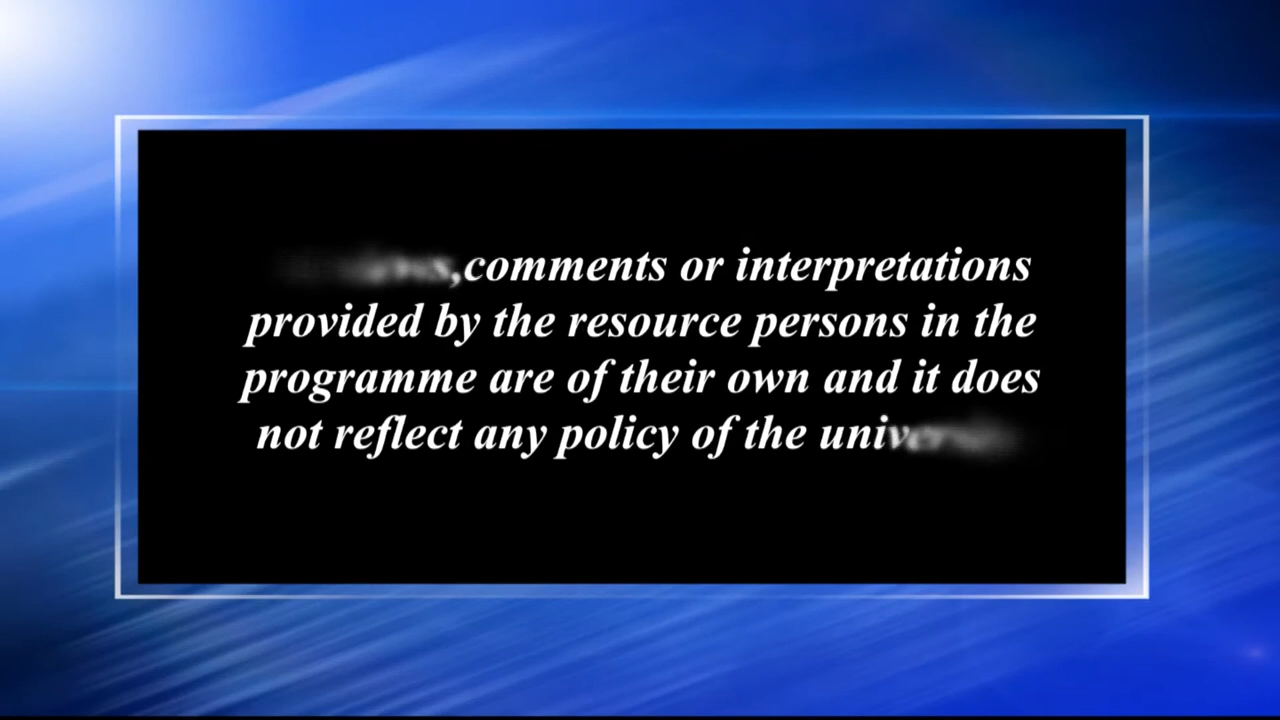 ,comments or interpretations
provided by the resource persons in the
programme are of their own and it does
not reflect any policy of the